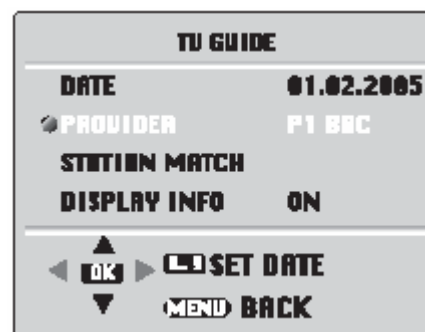 TV GUIDE
DATE 01.02.2005
PROVIDER P1 BBC
STATION MATCH
DISPLAY INFO ON
OK SET DATE
MENU BACK